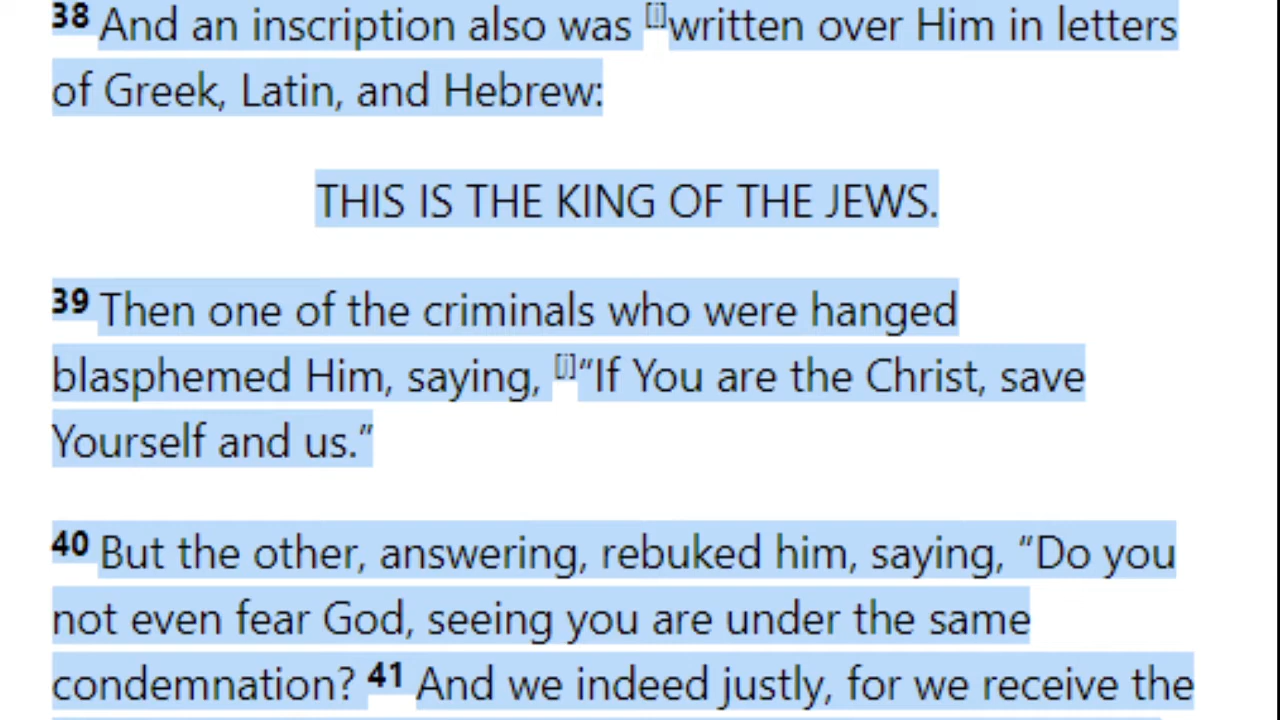 38 And an inscription also was [i]written over Him in letters
of Greek, Latin, and Hebrew:
THIS IS THE KING OF THE JEWS.
39 Then one of the criminals who were hanged
blasphemed Him, saying, [j]“If You are the Christ, save
Yourself and us.”
40 But the other, answering, rebuked him, saying, “Do you
not even fear God, seeing you are under the same
condemnation? 41 And we indeed justly, for we receive the